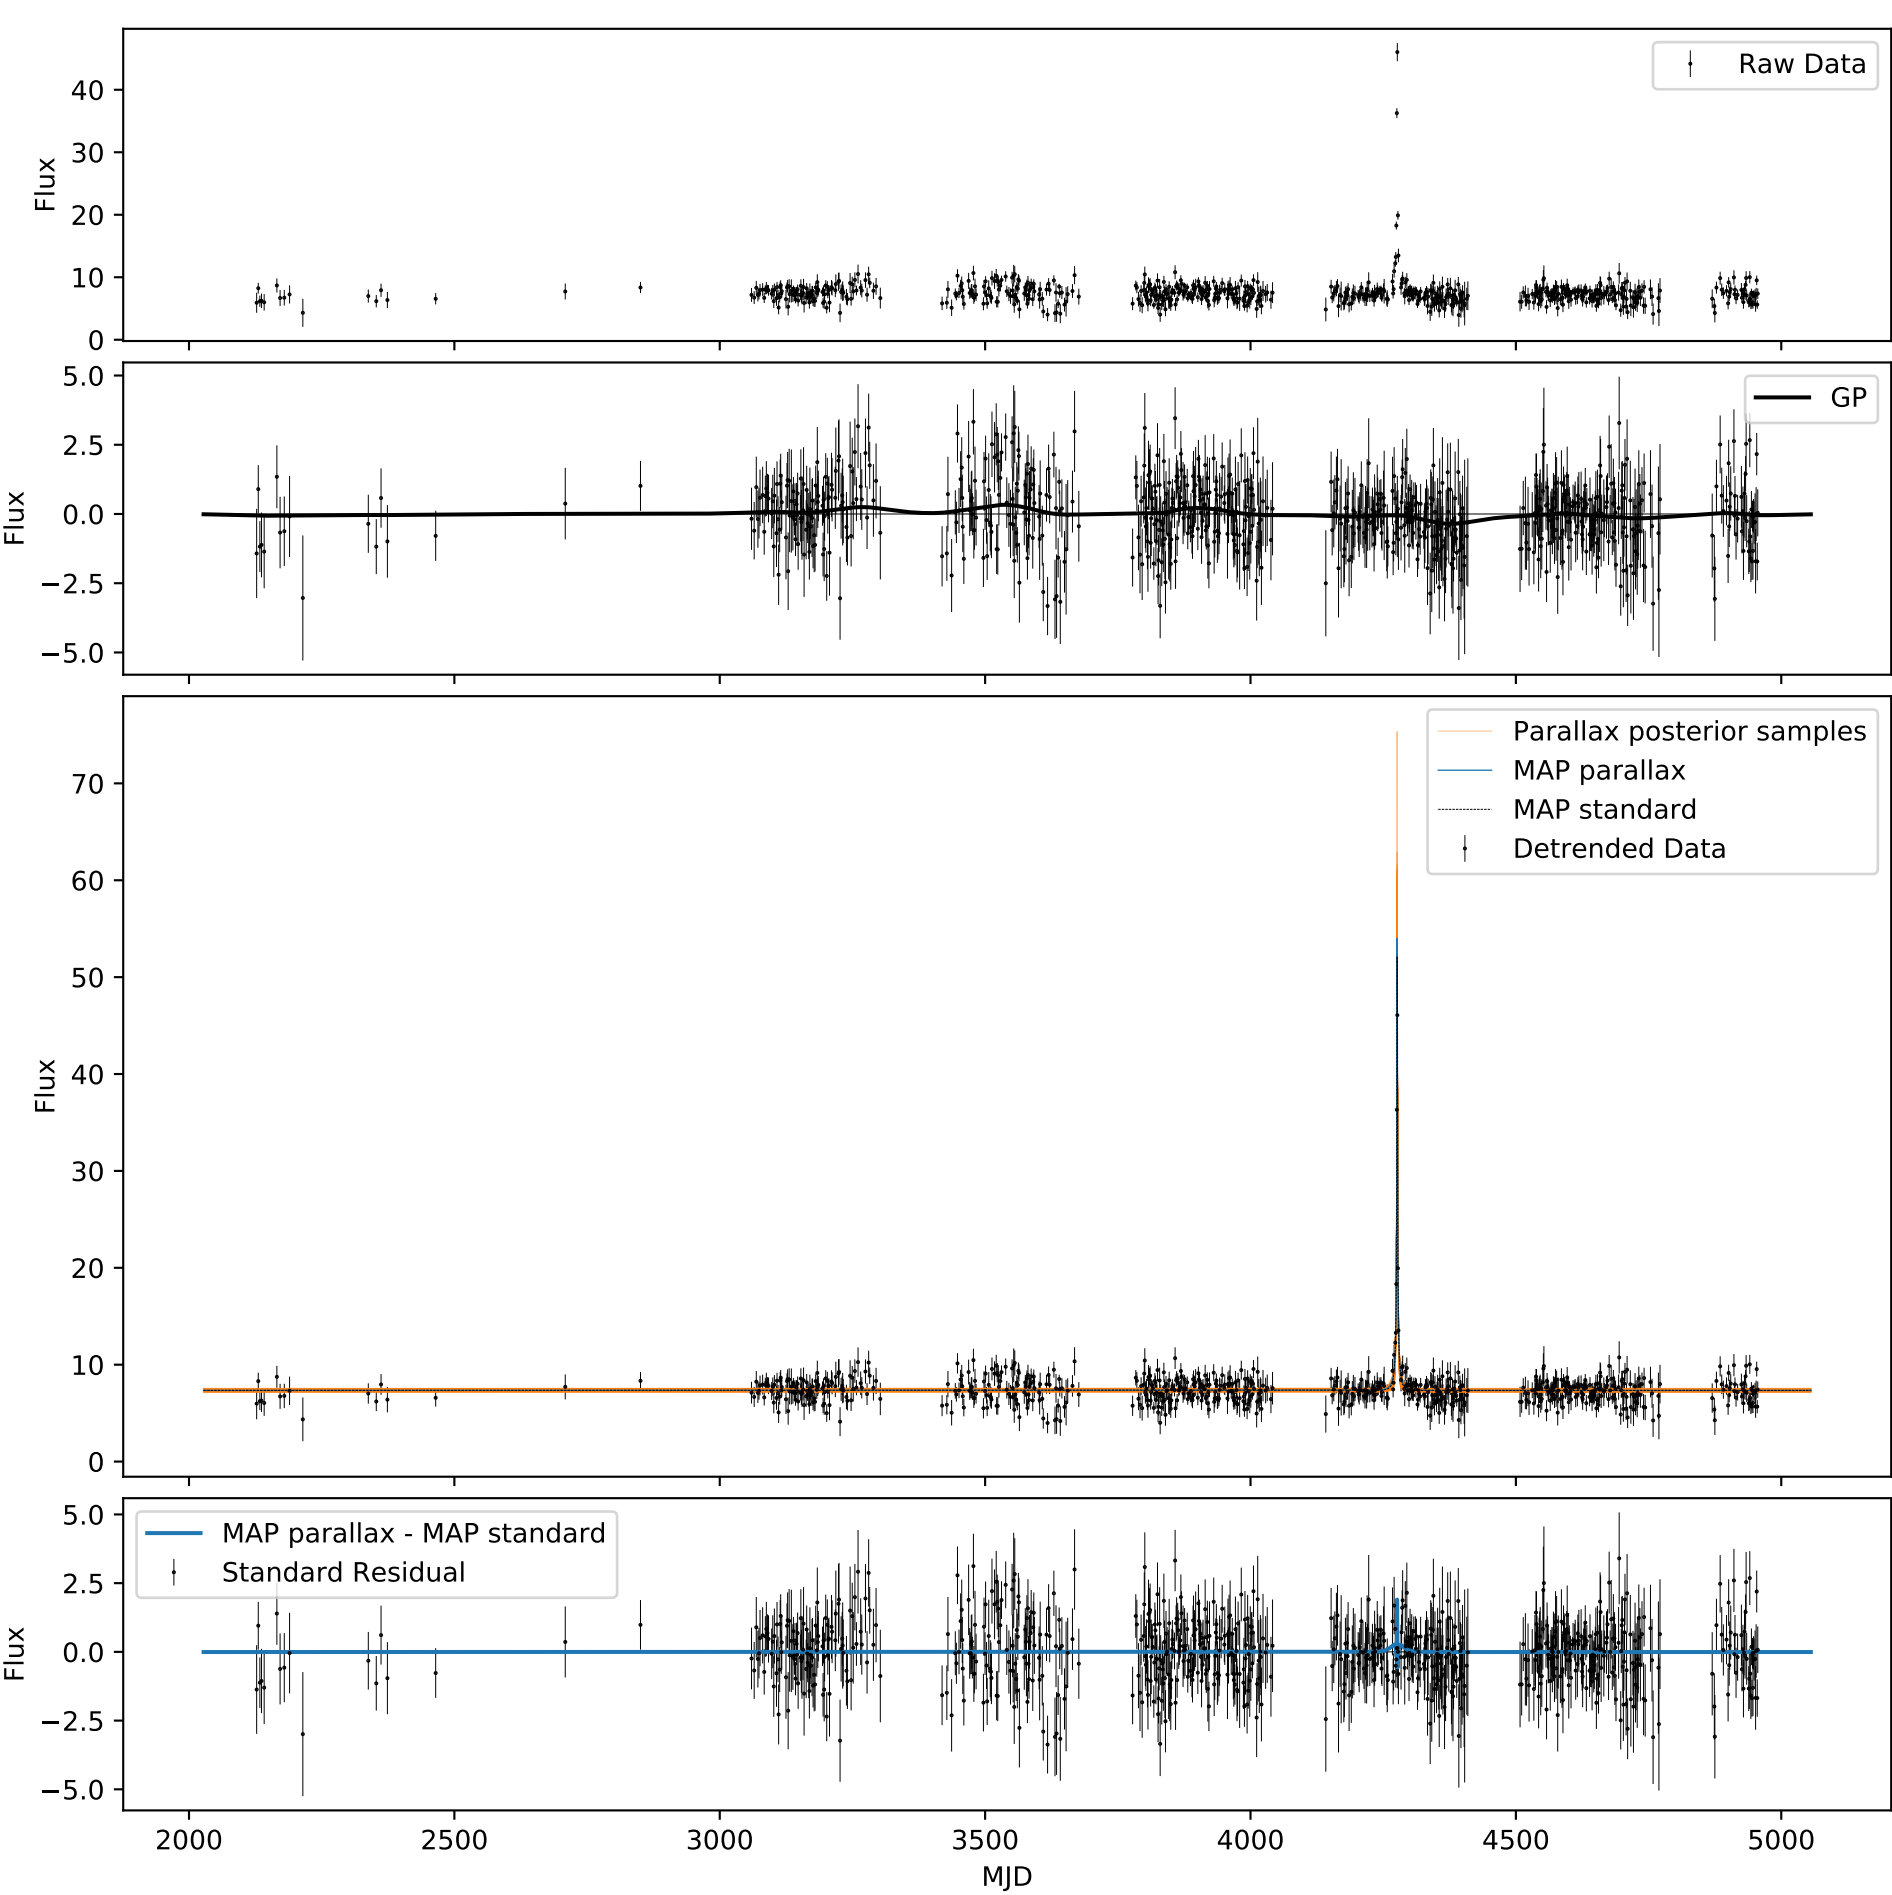 Flux
40
30
20
10
0
Raw Data
Flux
5.0
2.5
0.0
−2.5
−5.0
GP
Flux
70
60
50
40
30
20
10
0
Parallax posterior samples
MAP parallax
MAP standard
Detrended Data
Flux
5.0
2.5
0.0
−2.5
−5.0
MAP parallax - MAP standard
Standard Residual
2000 2500 3000 3500 4000 4500 5000
MJD